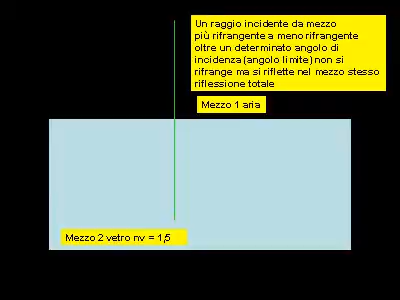 Un raggio incidente da mezzo
più rifrangente a meno rifrangente
oltre un determinato angolo di
incidenza (angolo limite) non si
rifrange ma si riflette nel mezzo stesso
riflessione totale
Mezzo 1 aria
Mezzo 2 vetro nv = 1,5